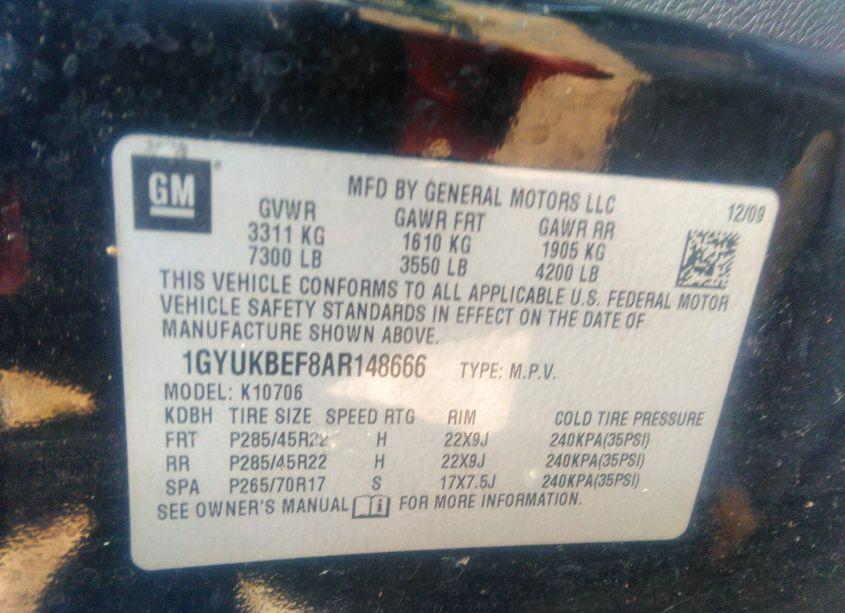 GM
MFD BY GENERAL MOTORS LLC
12/09
GVWR GAWR FRT GAWR RR
3311 KG 1610 KG 1905 KG
7300 LB 3550 LB 4200 LB
THIS VEHICLE CONFORMS TO ALL APPLICABLE U.S. FEDERAL MOTOR
VEHICLE SAFETY STANDARDS IN EFFECT ON THE DATE OF
MANUFACTURE SHOWN ABOVE.
1GYUKBEF8AR148666 TYPE: M.P.V.
MODEL: K10706
KDBH TIRE SIZE SPEED RTG RIM COLD TIRE PRESSURE
FRT P285/45R22 H 22X9J 240KPA(35PSI)
RR P285/45R22 H 22X9J 240KPA(35PSI)
SPA P265/70R17 S 17X7.5J 240KPA(35PSI)
SEE OWNER'S MANUAL FOR MORE INFORMATION.